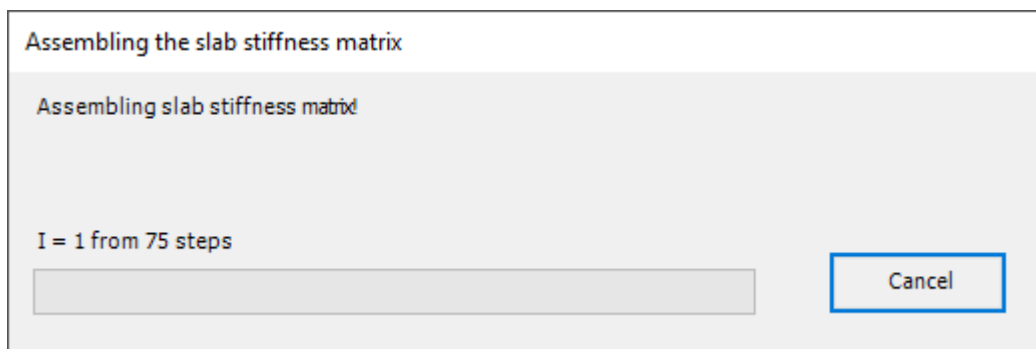 Assembling the slab stiffness matrix
Assembling slab stiffness matrix!
I = 1 from 75 steps
Cancel